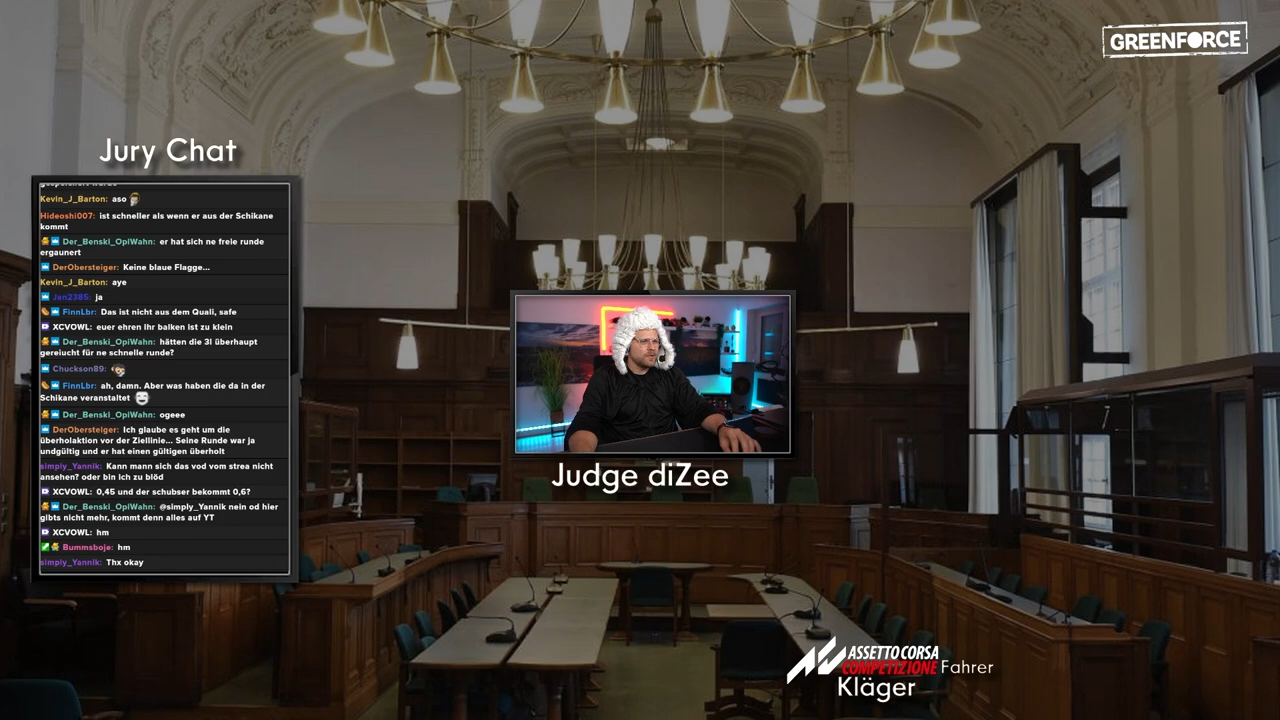 GREENFORCE
Jury Chat
Kevin_J_Barton: aso
Hideoshi007: ist schneller als wenn er aus der Schikane
kommt
Der_Benski_OpiWahn: er hat sich ne freie runde
ergaunert
DerObersteiger: Keine blaue Flagge...
Kevin_J_Barton: aye
Jan2385: ja
FinnLbr: Das ist nicht aus dem Quali, safe
XCVOWL: euer ehren ihr balken ist zu klein
Der_Benski_OpiWahn: hätten die 3l überhaupt
gereiucht für ne schnelle runde?
Chuckson89:
FinnLbr: ah, damn. Aber was haben die da in der
Schikane veranstaltet
Der_Benski_OpiWahn: ogeee
DerObersteiger: Ich glaube es geht um die
überholaktion vor der Ziellinie... Seine Runde war ja
undgültig und er hat einen gültigen überholt
simply_Yannik: Kann mann sich das vod vom strea nicht
ansehen? oder bin ich zu blöd
XCVOWL: 0,45 und der schubser bekommt 0,6?
Der_Benski_OpiWahn: @simply_Yannik nein od hier
gibts nicht mehr, kommt denn alles auf YT
XCVOWL: hm
Bummsboje: hm
simply_Yannik: Thx okay
Judge diZee
ASSETTO CORSA
COMPETIZIONE Fahrer
Kläger